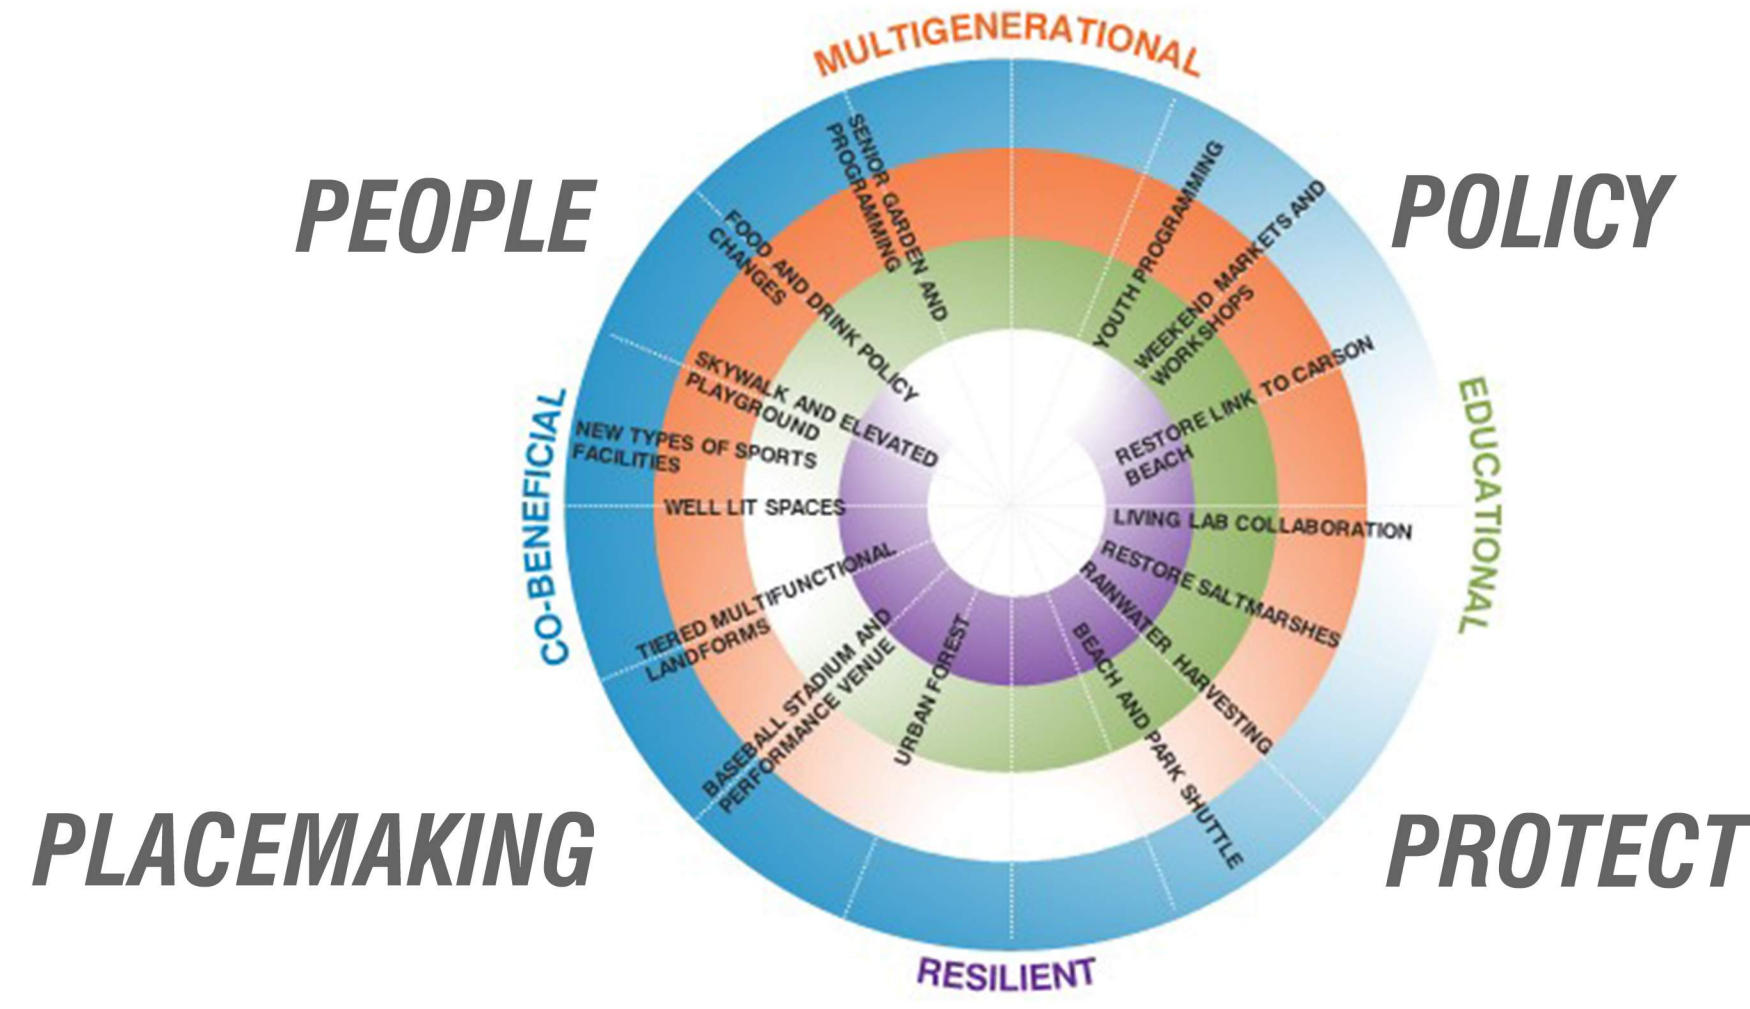 MULTIGENERATIONAL
PEOPLE
POLICY
SENIOR GARDEN AND
PROGRAMMING
YOUTH PROGRAMMING
FOOD AND DRINK POLICY
CHANGES
WEEKEND MARKETS AND
WORKSHOPS
SKYWALK AND ELEVATED
PLAYGROUND
RESTORE LINK TO CARSON
BEACH
NEW TYPES OF SPORTS
FACILITIES
WELL LIT SPACES
LIVING LAB COLLABORATION
CO-BENEFICIAL
EDUCATIONAL
TIERED MULTIFUNCTIONAL
LANDFORMS
RESTORE SALTMARSHES
RAINWATER HARVESTING
BASEBALL STADIUM AND
PERFORMANCE VENUE
URBAN FOREST
BEACH AND PARK SHUTTLE
PLACEMAKING
PROTECT
RESILIENT